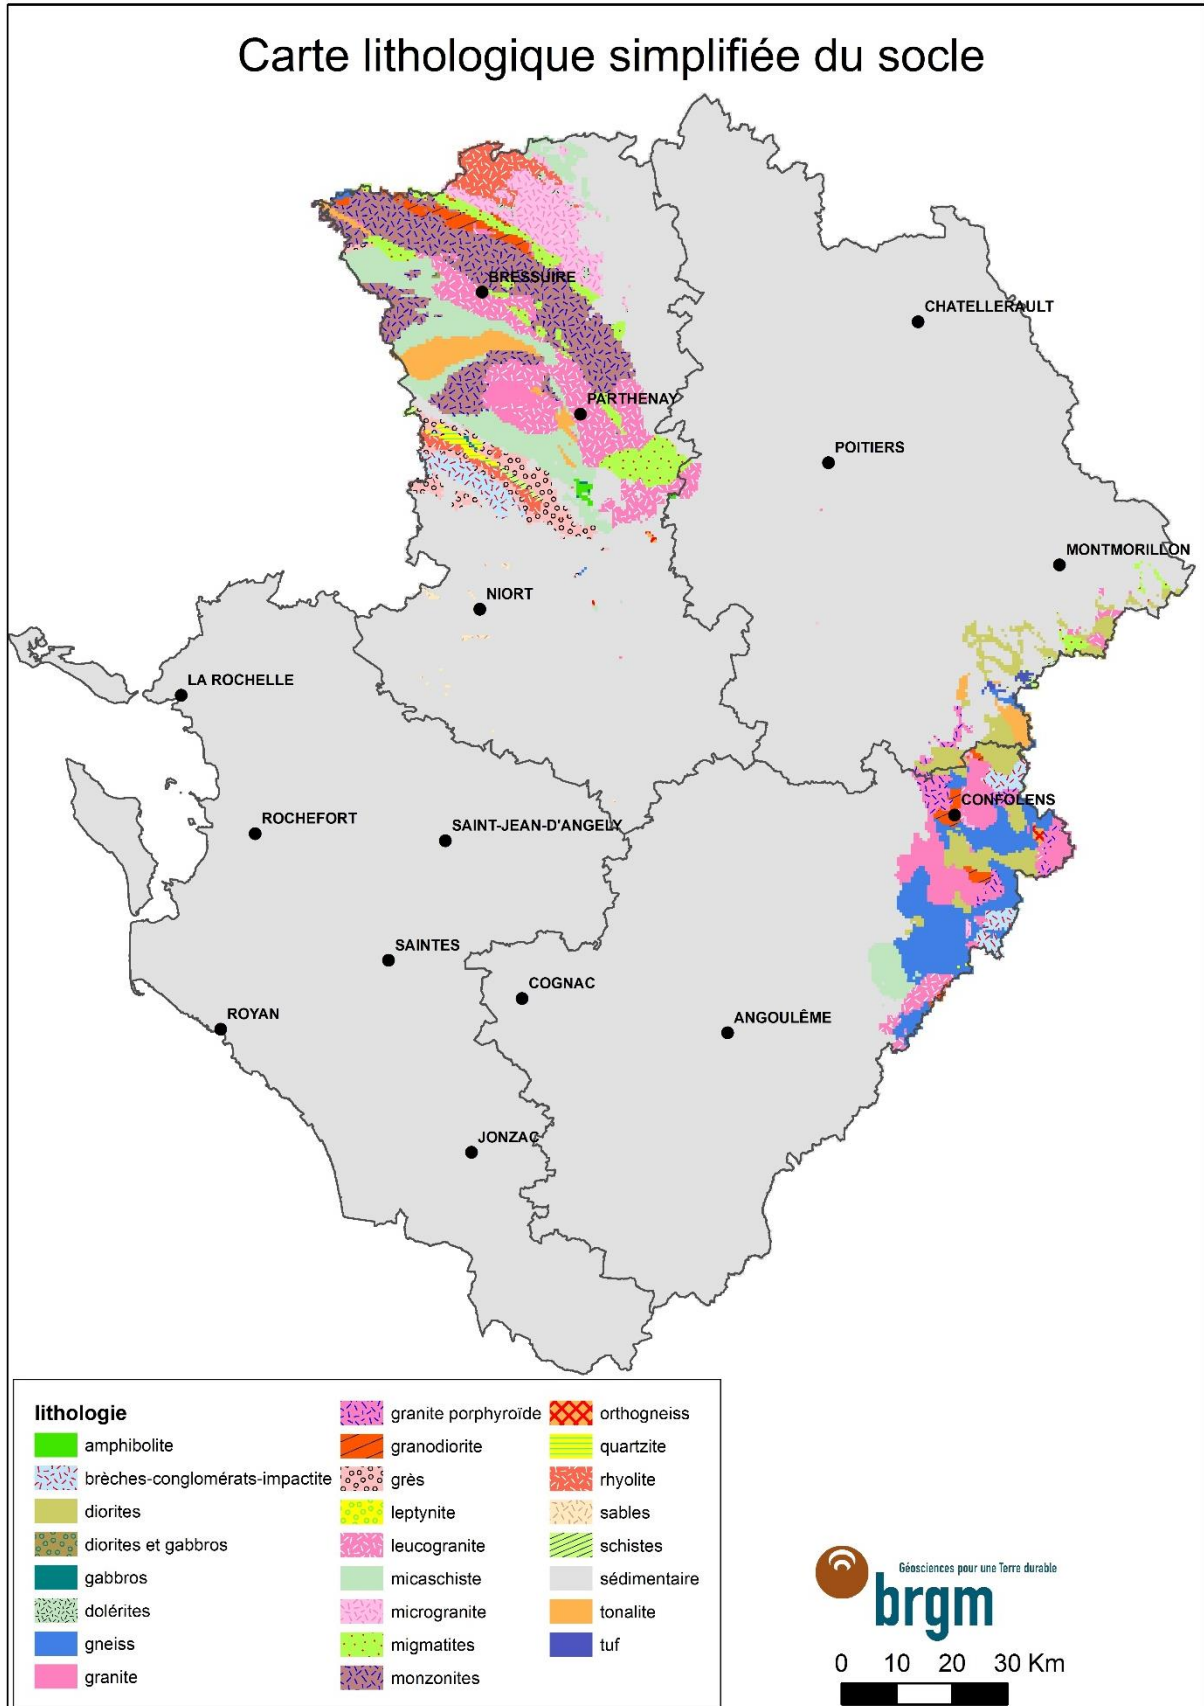 Carte lithologique simplifiée du socle
BRESSUIRE
CHATELLERAULT
PARTHENAY
POITIERS
MONTMORILLON
NIORT
LA ROCHELLE
CONFOLENS
ROCHEFORT
SAINT-JEAN-D'ANGELY
SAINTES
COGNAC
ROYAN
ANGOULÊME
JONZAC
lithologie
amphibolite
brèches-conglomérats-impactite
diorites
diorites et gabbros
gabbros
dolérites
gneiss
granite
granite porphyroïde
granodiorite
grès
leptynite
leucogranite
micaschiste
microgranite
migmatites
monzonites
orthogneiss
quartzite
rhyolite
sables
schistes
sédimentaire
tonalite
tuf
Géosciences pour une Terre durable
brgm
0 10 20 30 Km